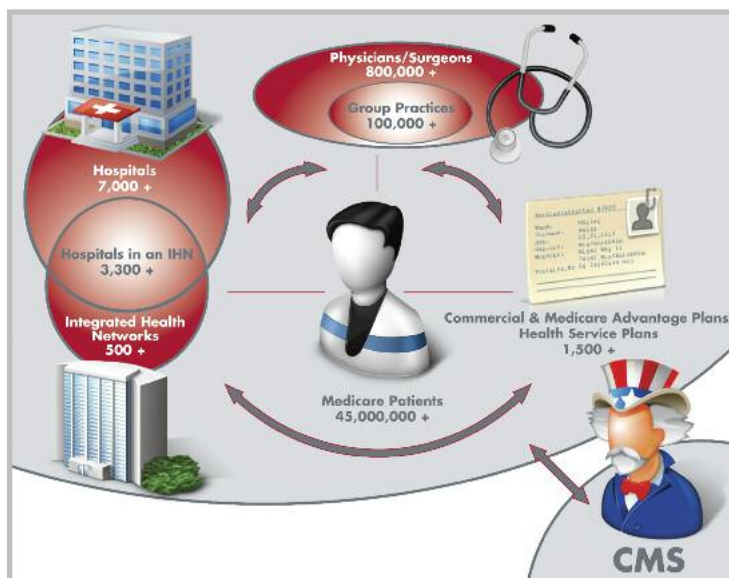 Physicians/Surgeons
800,000 +
Group Practices
100,000 +
Hospitals
7,000 +
Hospitals in an IHN
3,300 +
Integrated Health
Networks
500 +
Commercial & Medicare Advantage Plans
Health Service Plans
1,500 +
Medicare Patients
45,000,000 +
CMS